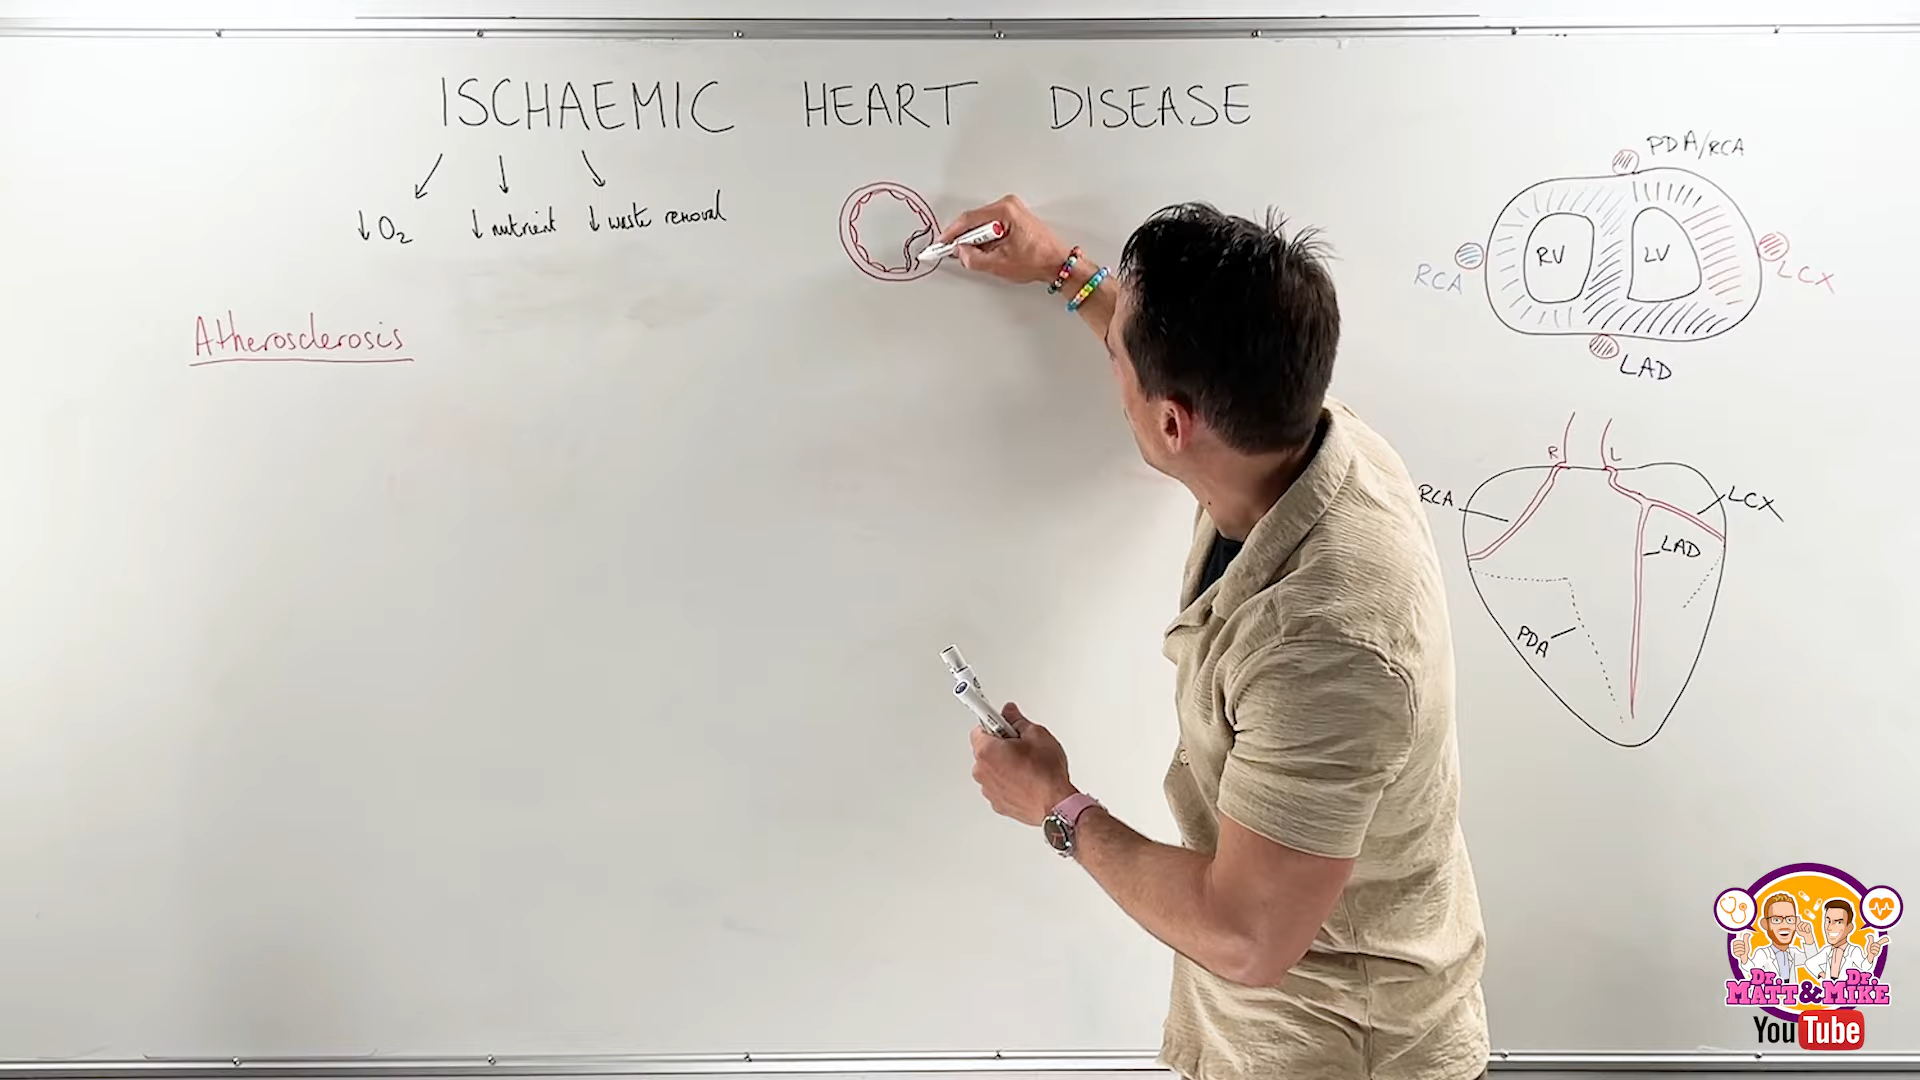 ISCHAEMIC HEART DISEASE
↓O₂ ↓nutrient ↓waste removal
Atherosclerosis
PDA/RCA
RV LV
RCA
LCX
LAD
R L
RCA
LCX
LAD
PDA
Dr. Dr.
MATT & MIKE
YouTube